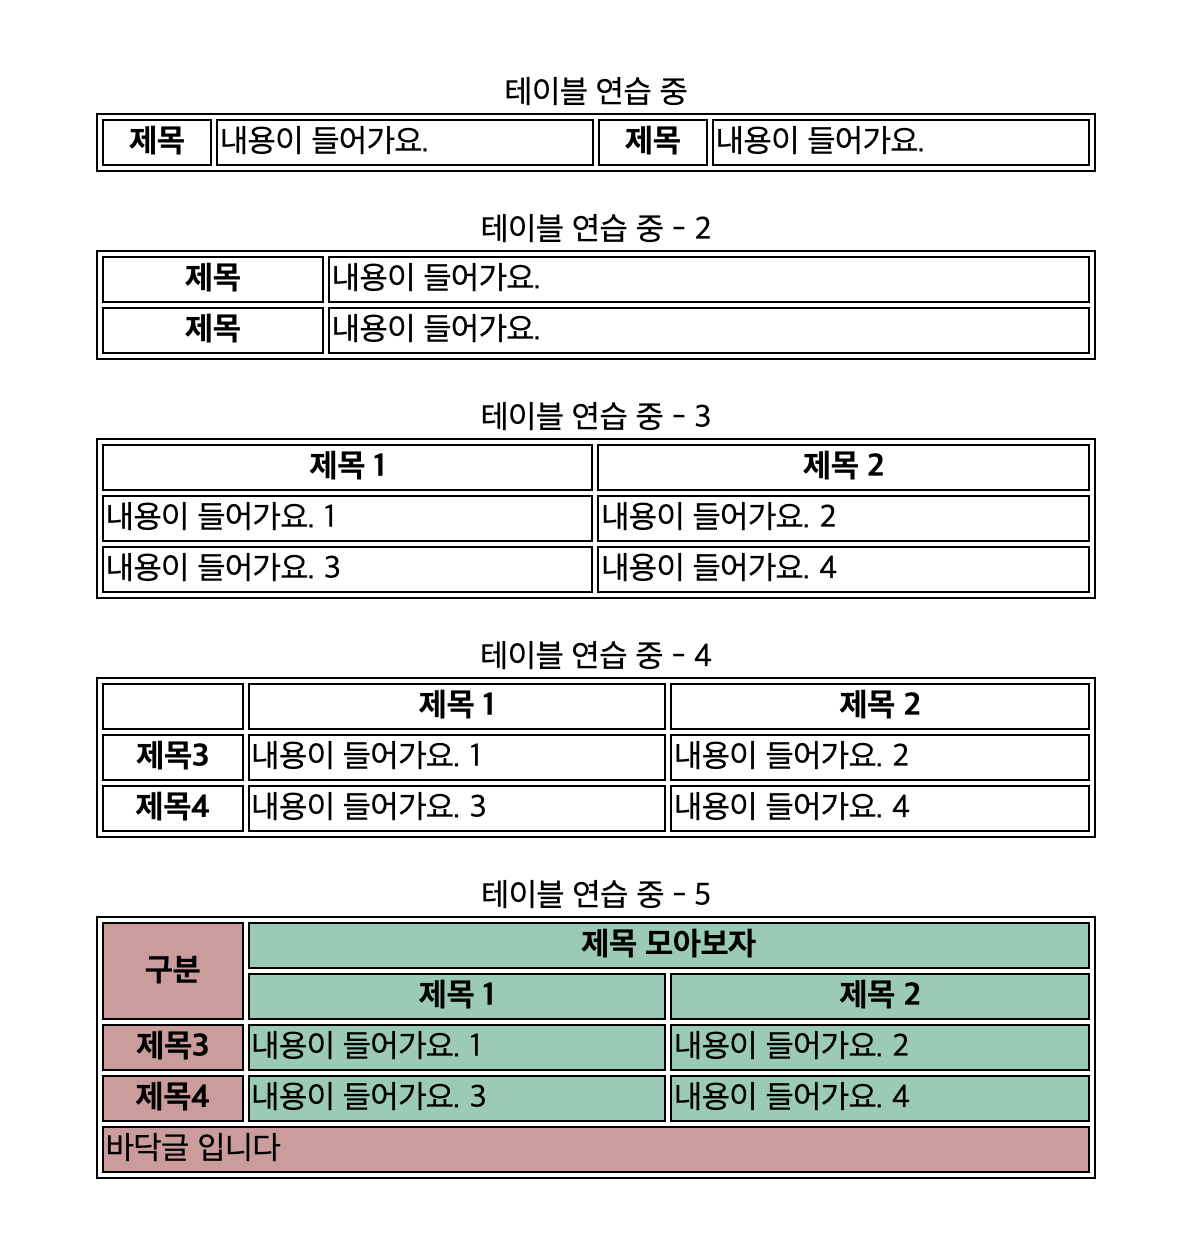 테이블 연습 중
제목 내용이 들어가요. 제목 내용이 들어가요.
테이블 연습 중 - 2
제목 내용이 들어가요.
제목 내용이 들어가요.
테이블 연습 중 - 3
제목 1 제목 2
내용이 들어가요. 1 내용이 들어가요. 2
내용이 들어가요. 3 내용이 들어가요. 4
테이블 연습 중 - 4
제목 1 제목 2
제목3 내용이 들어가요. 1 내용이 들어가요. 2
제목4 내용이 들어가요. 3 내용이 들어가요. 4
테이블 연습 중 - 5
구분 제목 모아보자
제목 1 제목 2
제목3 내용이 들어가요. 1 내용이 들어가요. 2
제목4 내용이 들어가요. 3 내용이 들어가요. 4
바닥글 입니다